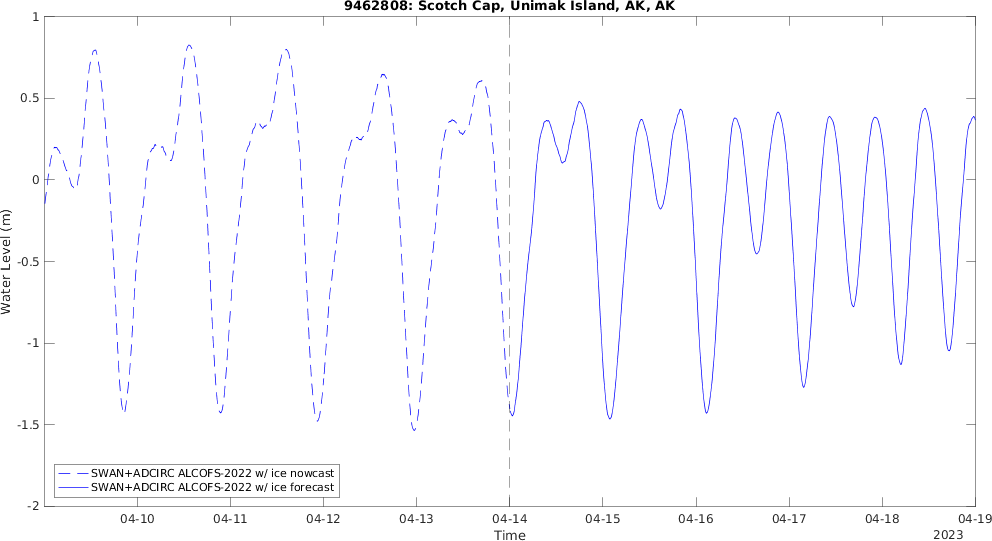 9462808: Scotch Cap, Unimak Island, AK, AK
1
0.5
0
-0.5
-1
-1.5
-2
Water Level (m)
SWAN+ADCIRC ALCOFS-2022 w/ ice nowcast
SWAN+ADCIRC ALCOFS-2022 w/ ice forecast
04-10 04-11 04-12 04-13 04-14 04-15 04-16 04-17 04-18 04-19
Time
2023